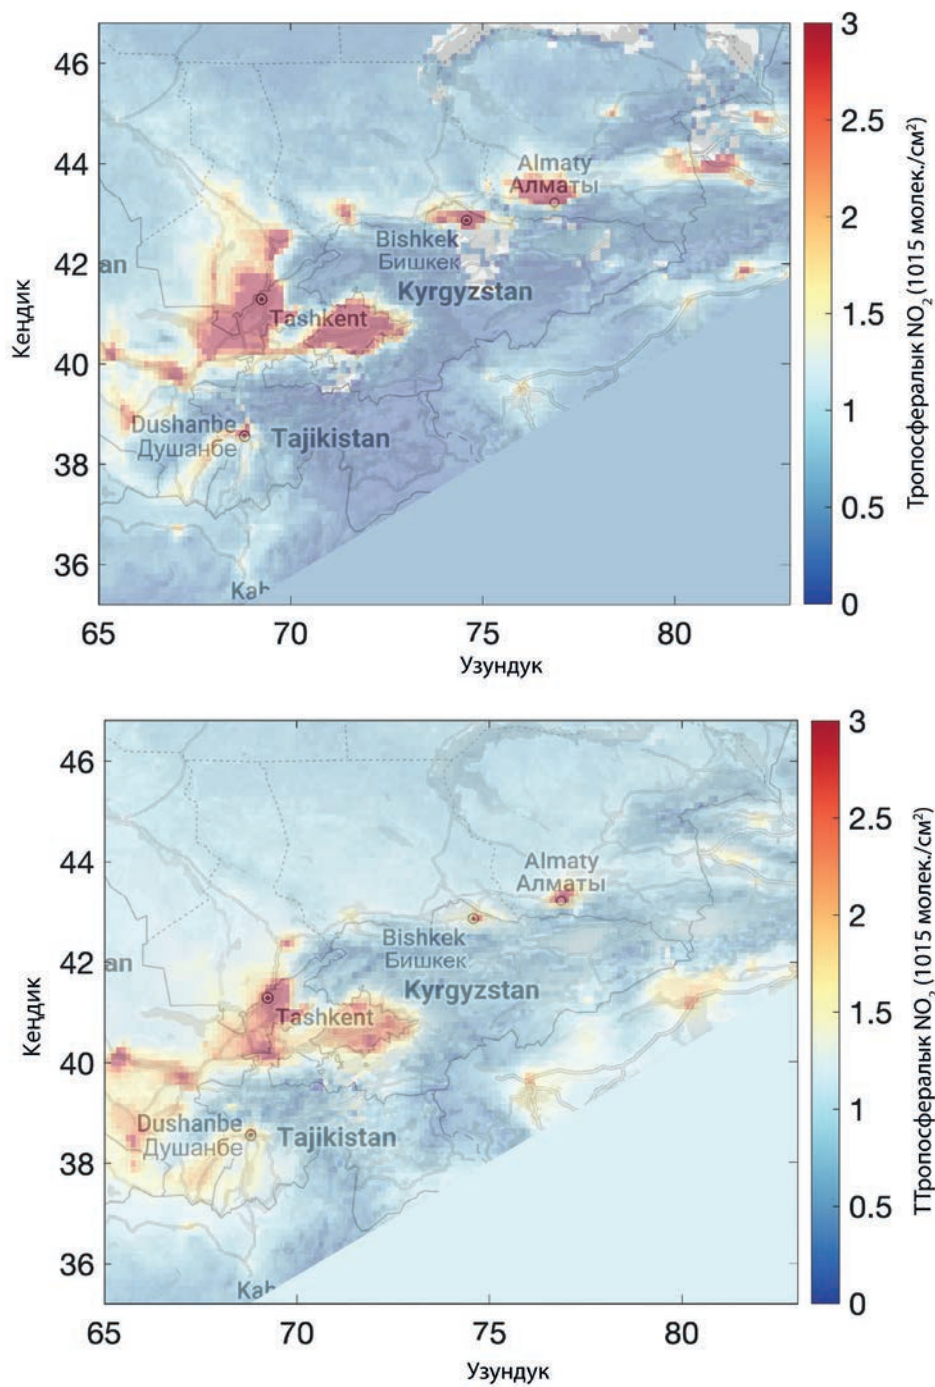 46
44
42
40
38
36
65
70
75
80
Кеңдик
Узундук
Almaty
Алматы
Bishkek
Бишкек
an
Kyrgyzstan
Tashkent
Dushanbe
Душанбе
Tajikistan
3
2.5
2
1.5
1
0.5
0
Тропосфералык NO₂ (1015 молек./см²)
46
44
42
40
38
36
65
70
75
80
Кеңдик
Узундук
Almaty
Алматы
Bishkek
Бишкек
an
Kyrgyzstan
Tashkent
Dushanbe
Душанбе
Tajikistan
3
2.5
2
1.5
1
0.5
0
ТТропосфералык NO₂ (1015 молек./см²)